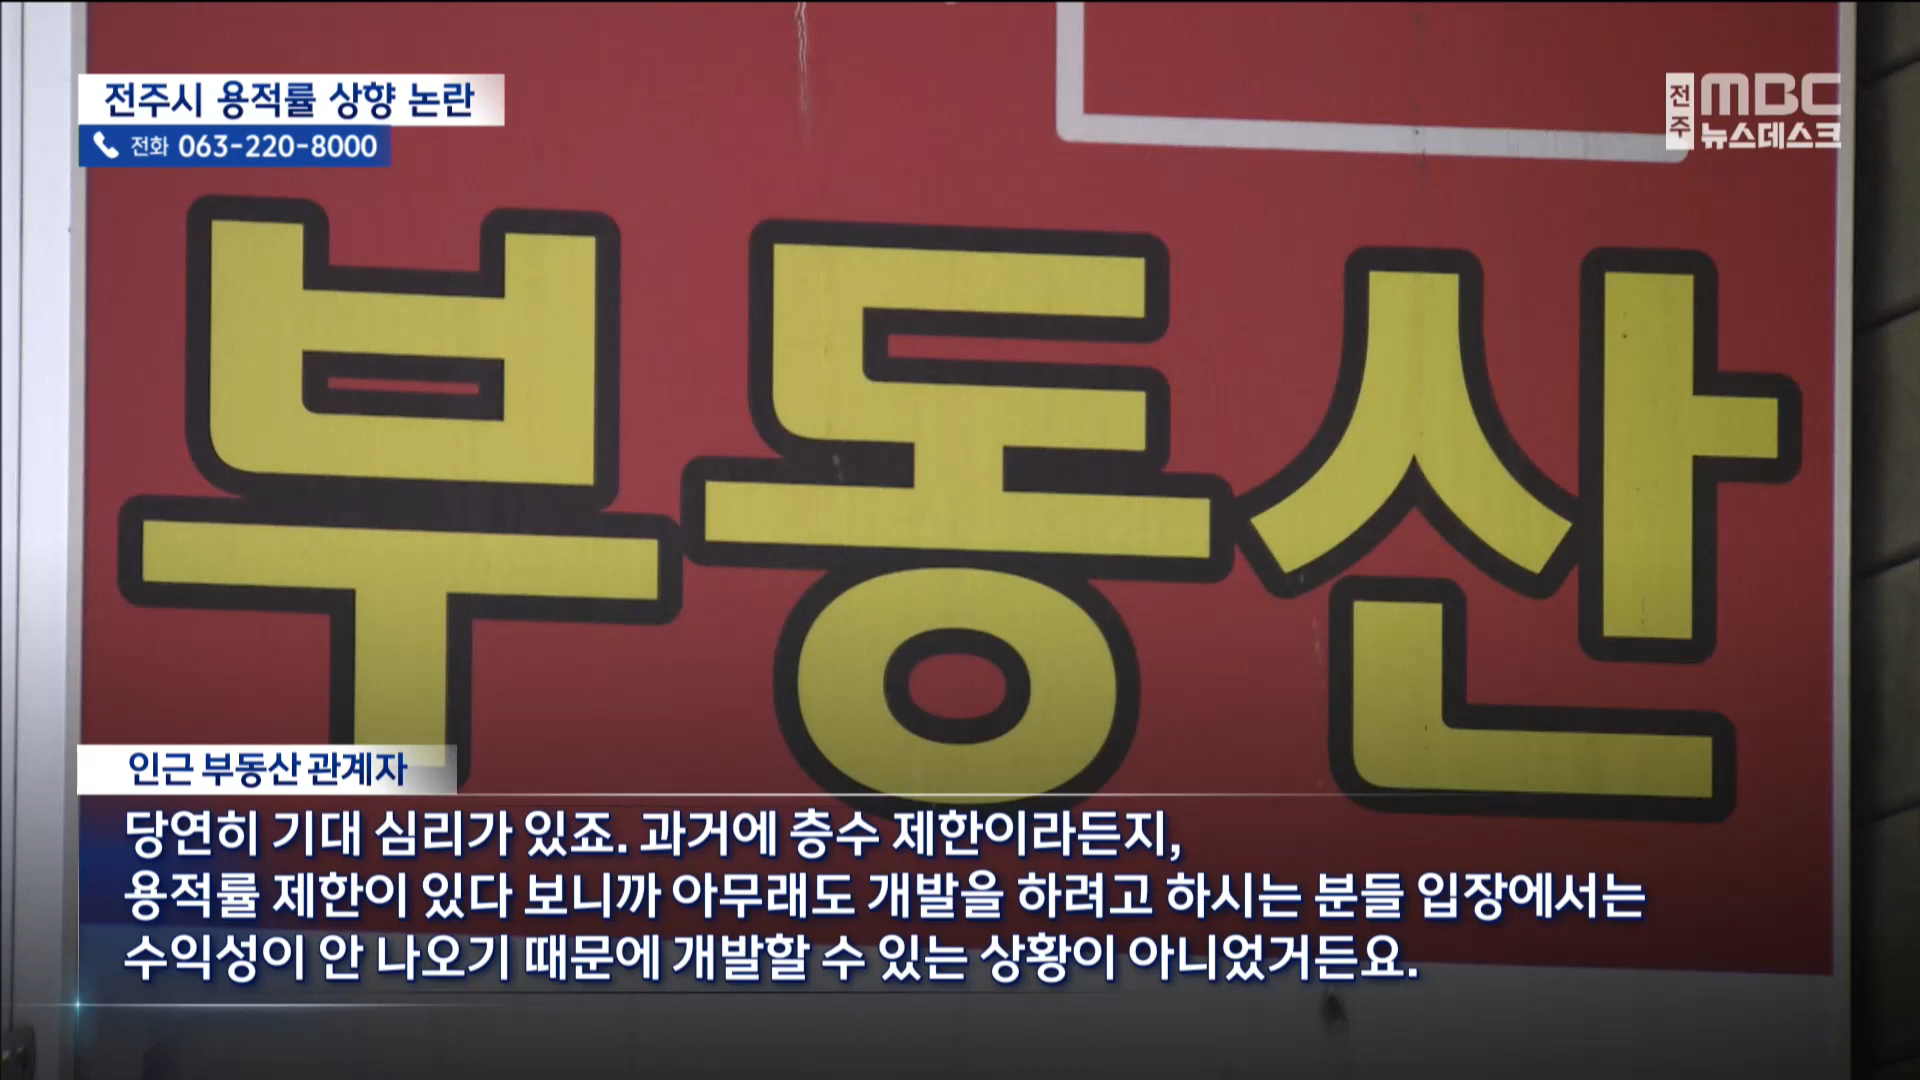 전주시 용적률 상향 논란
전화 063-220-8000
전주 MBC
뉴스데스크
부동산
인근 부동산 관계자
당연히 기대 심리가 있죠. 과거에 층수 제한이라든지,
용적률 제한이 있다 보니까 아무래도 개발을 하려고 하시는 분들 입장에서는
수익성이 안 나오기 때문에 개발할 수 있는 상황이 아니었거든요.